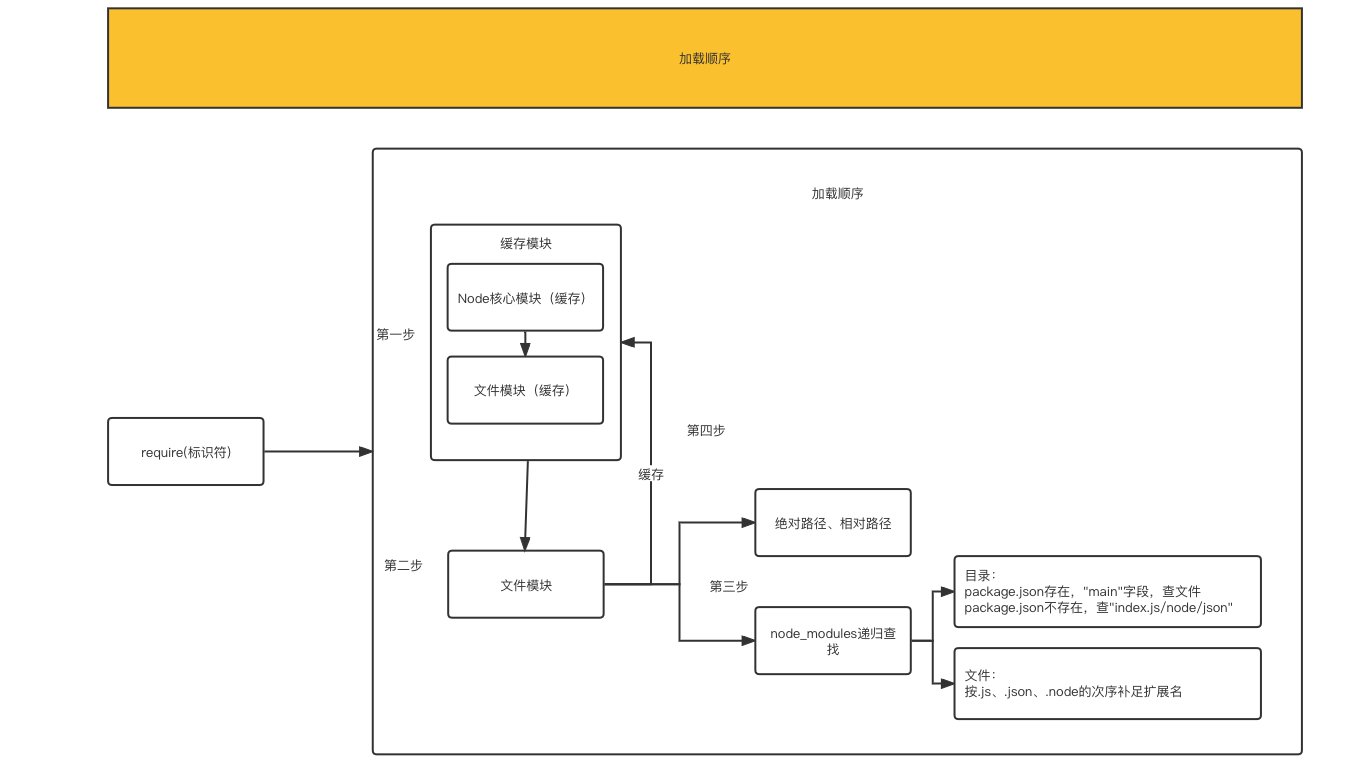 加载顺序
加载顺序
缓存模块
Node核心模块（缓存）
第一步
文件模块（缓存）
第四步
require(标识符)
缓存
绝对路径、相对路径
第二步
文件模块
第三步
目录：
package.json存在，"main"字段，查文件
package.json不存在，查"index.js/node/json"
node_modules递归查
找
文件：
按.js、.json、.node的次序补足扩展名